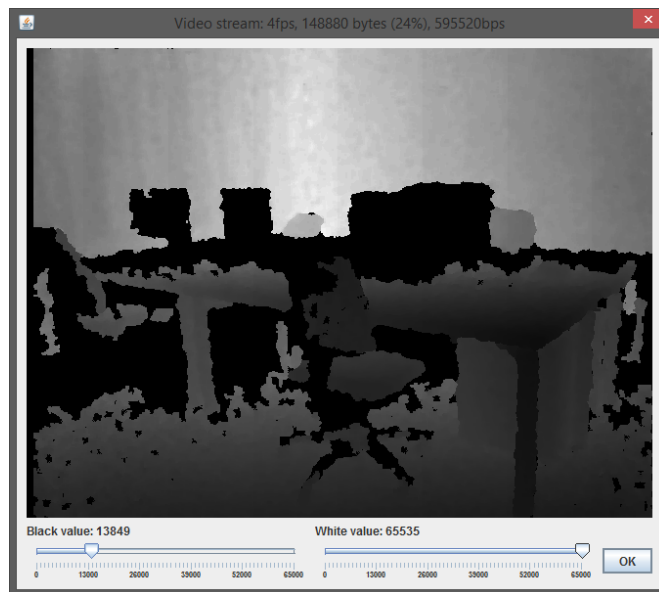 Video stream: 4fps, 148880 bytes (24%), 595520bps
Black value: 13849 White value: 65535
0 13000 26000 39000 52000 65000 0 13000 26000 39000 52000 65000
OK